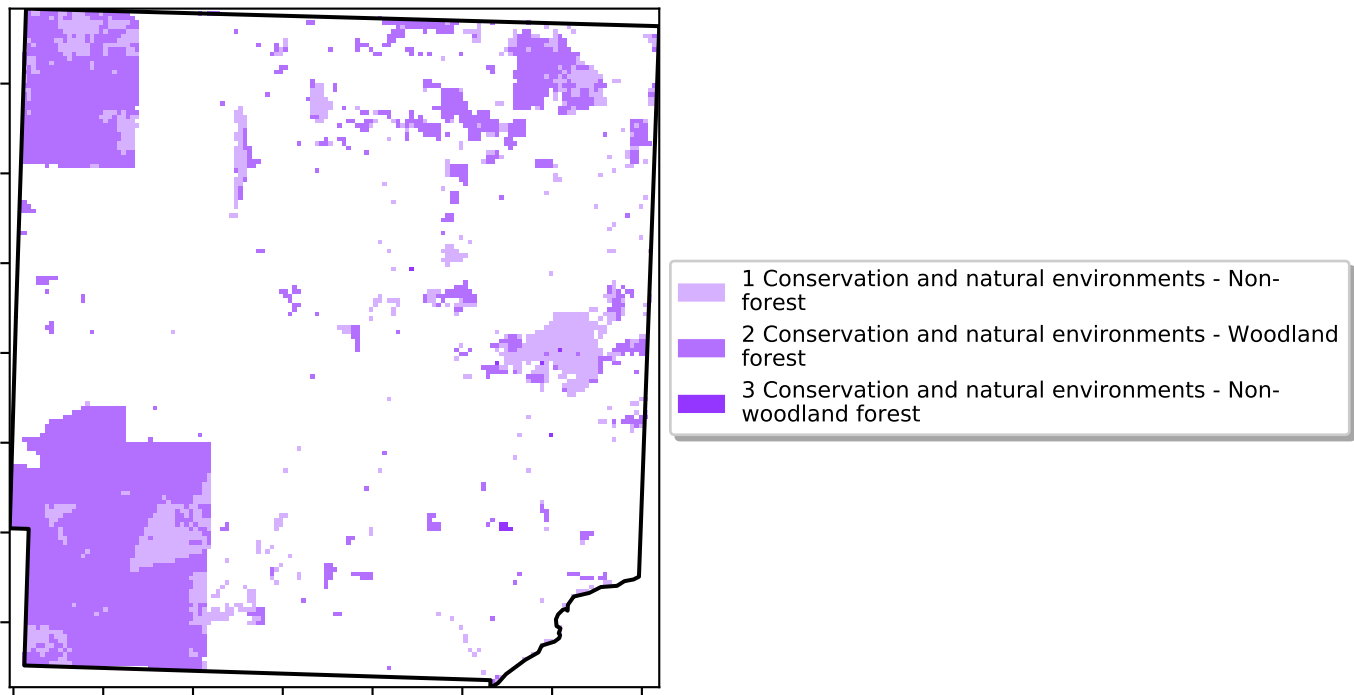 1 Conservation and natural environments - Non-
forest
2 Conservation and natural environments - Woodland
forest
3 Conservation and natural environments - Non-
woodland forest